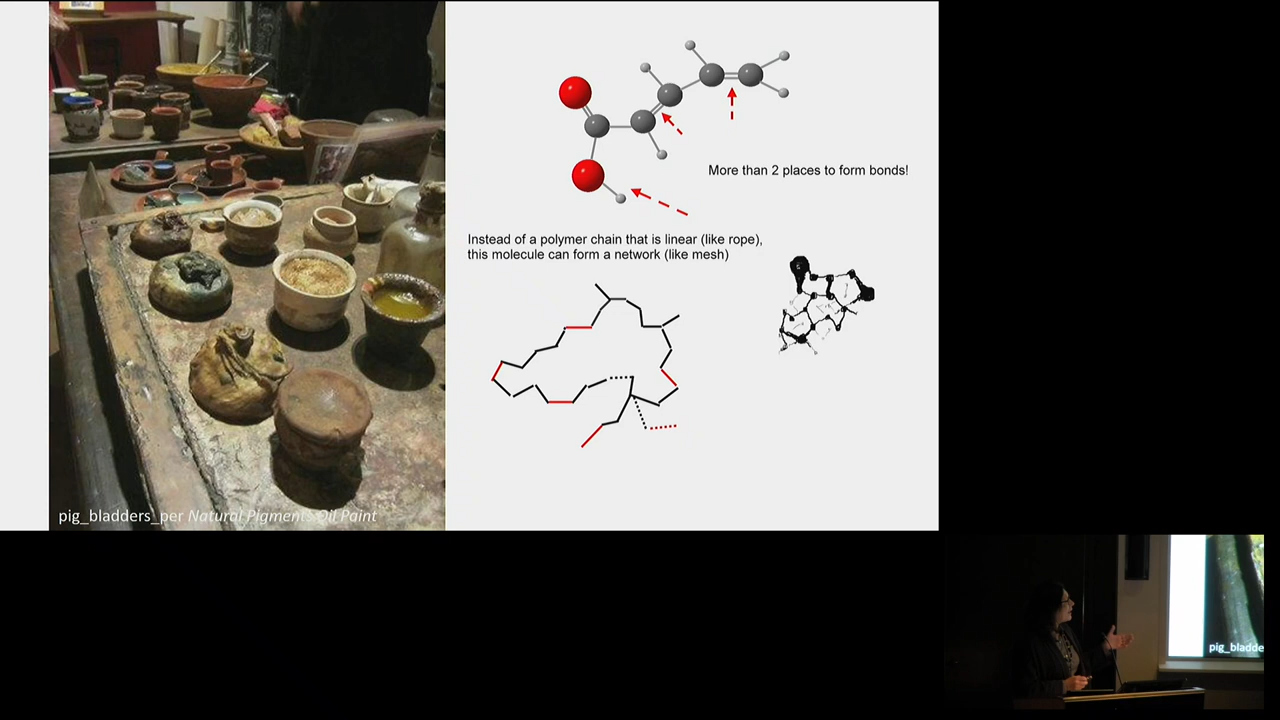 More than 2 places to form bonds!
Instead of a polymer chain that is linear (like rope),
this molecule can form a network (like mesh)
pig_bladders_per Natural Pigments Oil Paint
pig_bladde